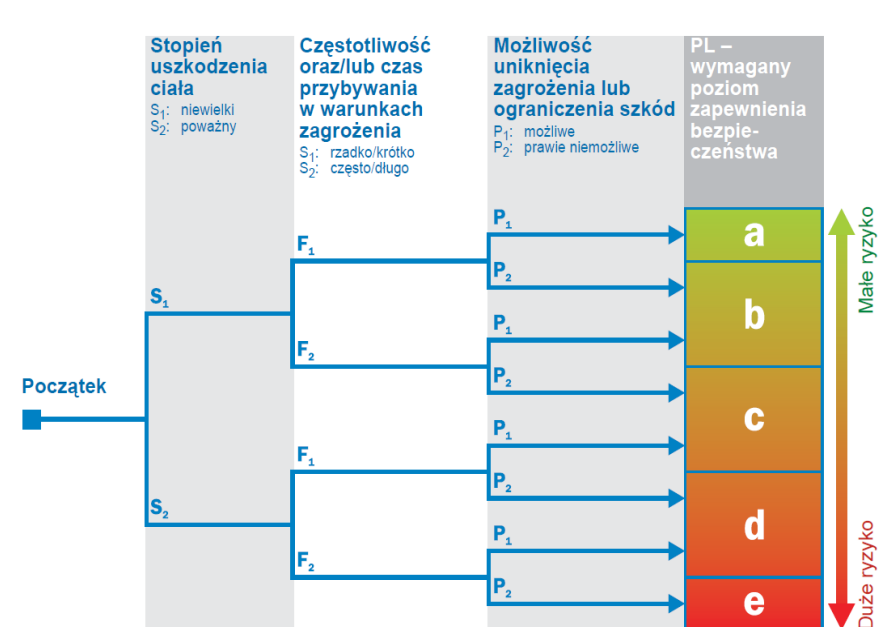 Stopień
uszkodzenia
ciała
S₁: niewielki
S₂: poważny
Częstotliwość
oraz/lub czas
przybywania
w warunkach
zagrożenia
S₁: rzadko/krótko
S₂: często/długo
Możliwość
uniknięcia
zagrożenia lub
ograniczenia szkód
P₁: możliwe
P₂: prawie niemożliwe
PL –
wymagany
poziom
zapewnienia
bezpie-
czeństwa
Początek
S₁
S₂
F₁
F₂
F₁
F₂
P₁
P₂
P₁
P₂
P₁
P₂
P₁
P₂
a
b
c
d
e
Małe ryzyko
Duże ryzyko